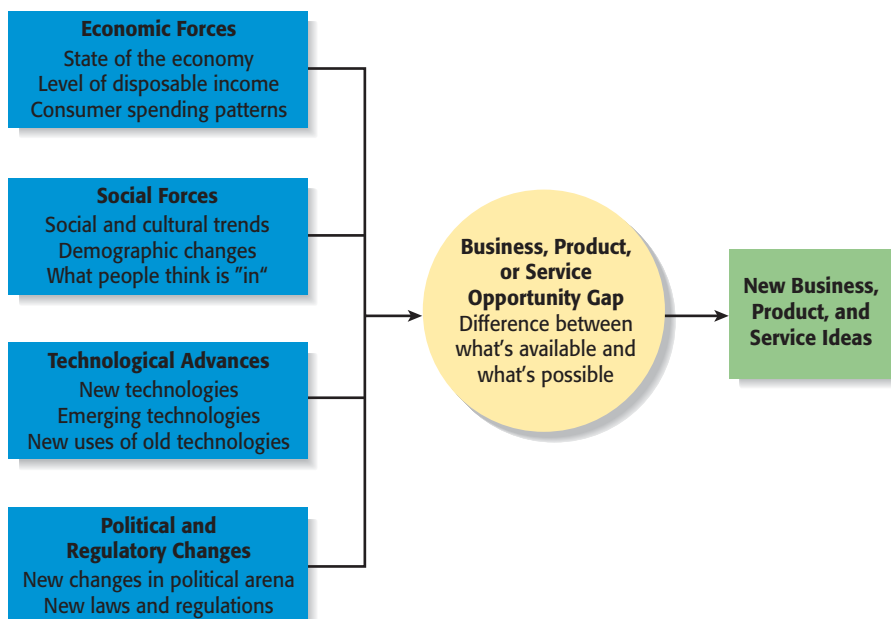 Economic Forces
State of the economy
Level of disposable income
Consumer spending patterns
Social Forces
Social and cultural trends
Demographic changes
What people think is ”in“
Technological Advances
New technologies
Emerging technologies
New uses of old technologies
Political and
Regulatory Changes
New changes in political arena
New laws and regulations
Business, Product,
or Service
Opportunity Gap
Difference between
what's available and
what's possible
New Business,
Product, and
Service Ideas